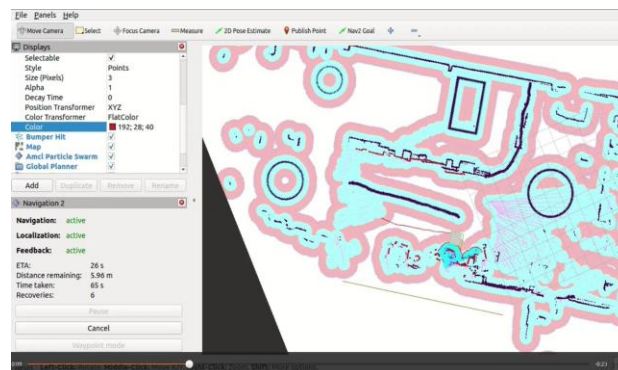 File Panels Help
Move Camera Select Focus Camera Measure 2D Pose Estimate Publish Point Nav2 Goal
Displays
Selectable
Style Points
Size (Pixels) 3
Alpha 1
Decay Time 0
Position Transformer XYZ
Color Transformer FlatColor
Color 192; 28; 40
Bumper Hit
Map
Amcl Particle Swarm
Global Planner
Add Duplicate Remove Rename
Navigation 2
Navigation: active
Localization: active
Feedback: active
ETA: 26 s
Distance remaining: 5.96 m
Time taken: 65 s
Recoveries: 6
Pause
Cancel
Waypoint mode